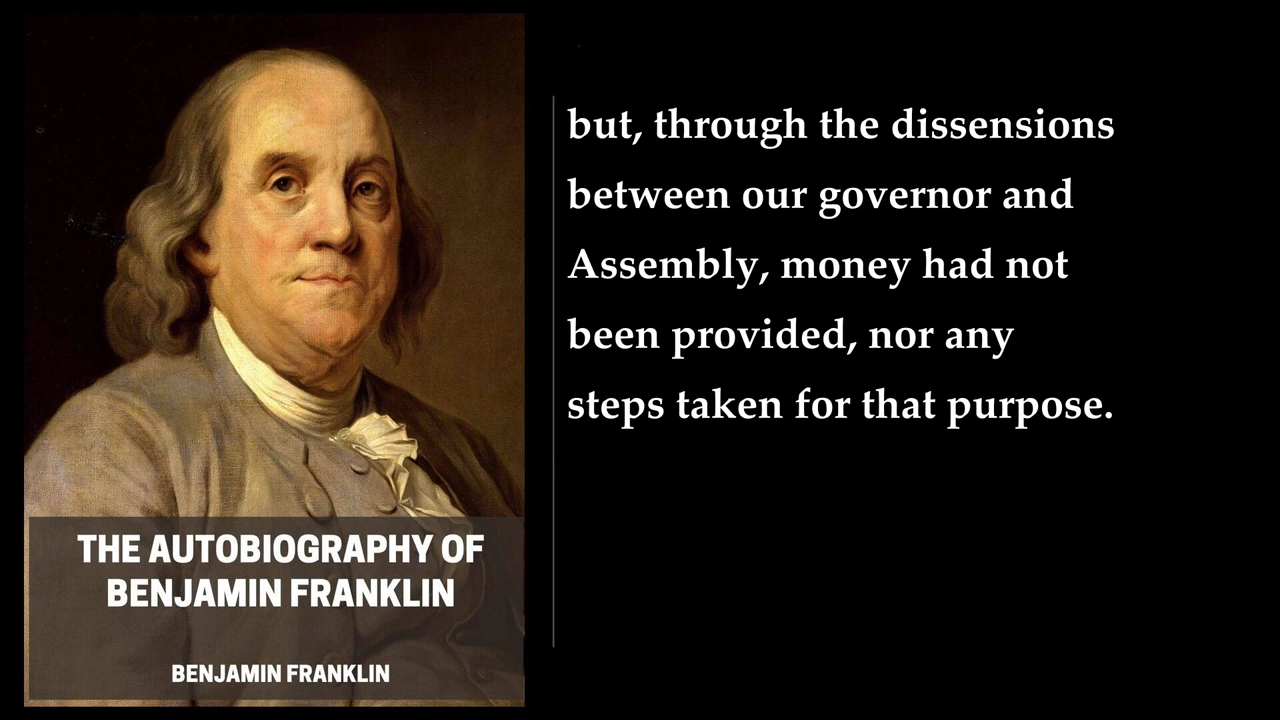 but, through the dissensions
between our governor and
Assembly, money had not
been provided, nor any
steps taken for that purpose.
THE AUTOBIOGRAPHY OF
BENJAMIN FRANKLIN
BENJAMIN FRANKLIN